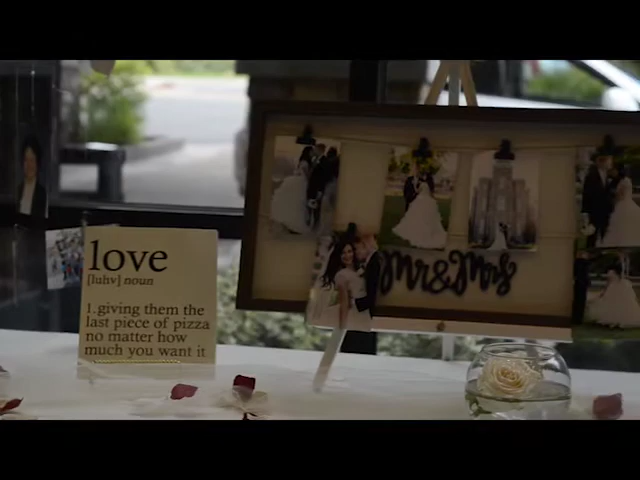 love
[luhv] noun
1.giving them the
last piece of pizza
no matter how
much you want it
Mr&Mrs